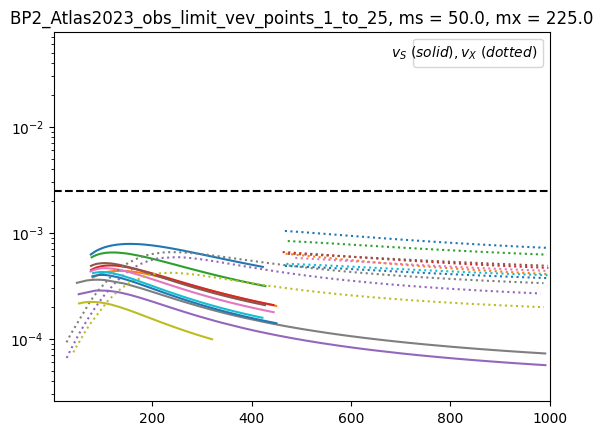 BP2_Atlas2023_obs_limit_vev_points_1_to_25, ms = 50.0, mx = 225.0
v_S (solid), v_X (dotted)
10^{-2}
10^{-3}
10^{-4}
200 400 600 800 1000